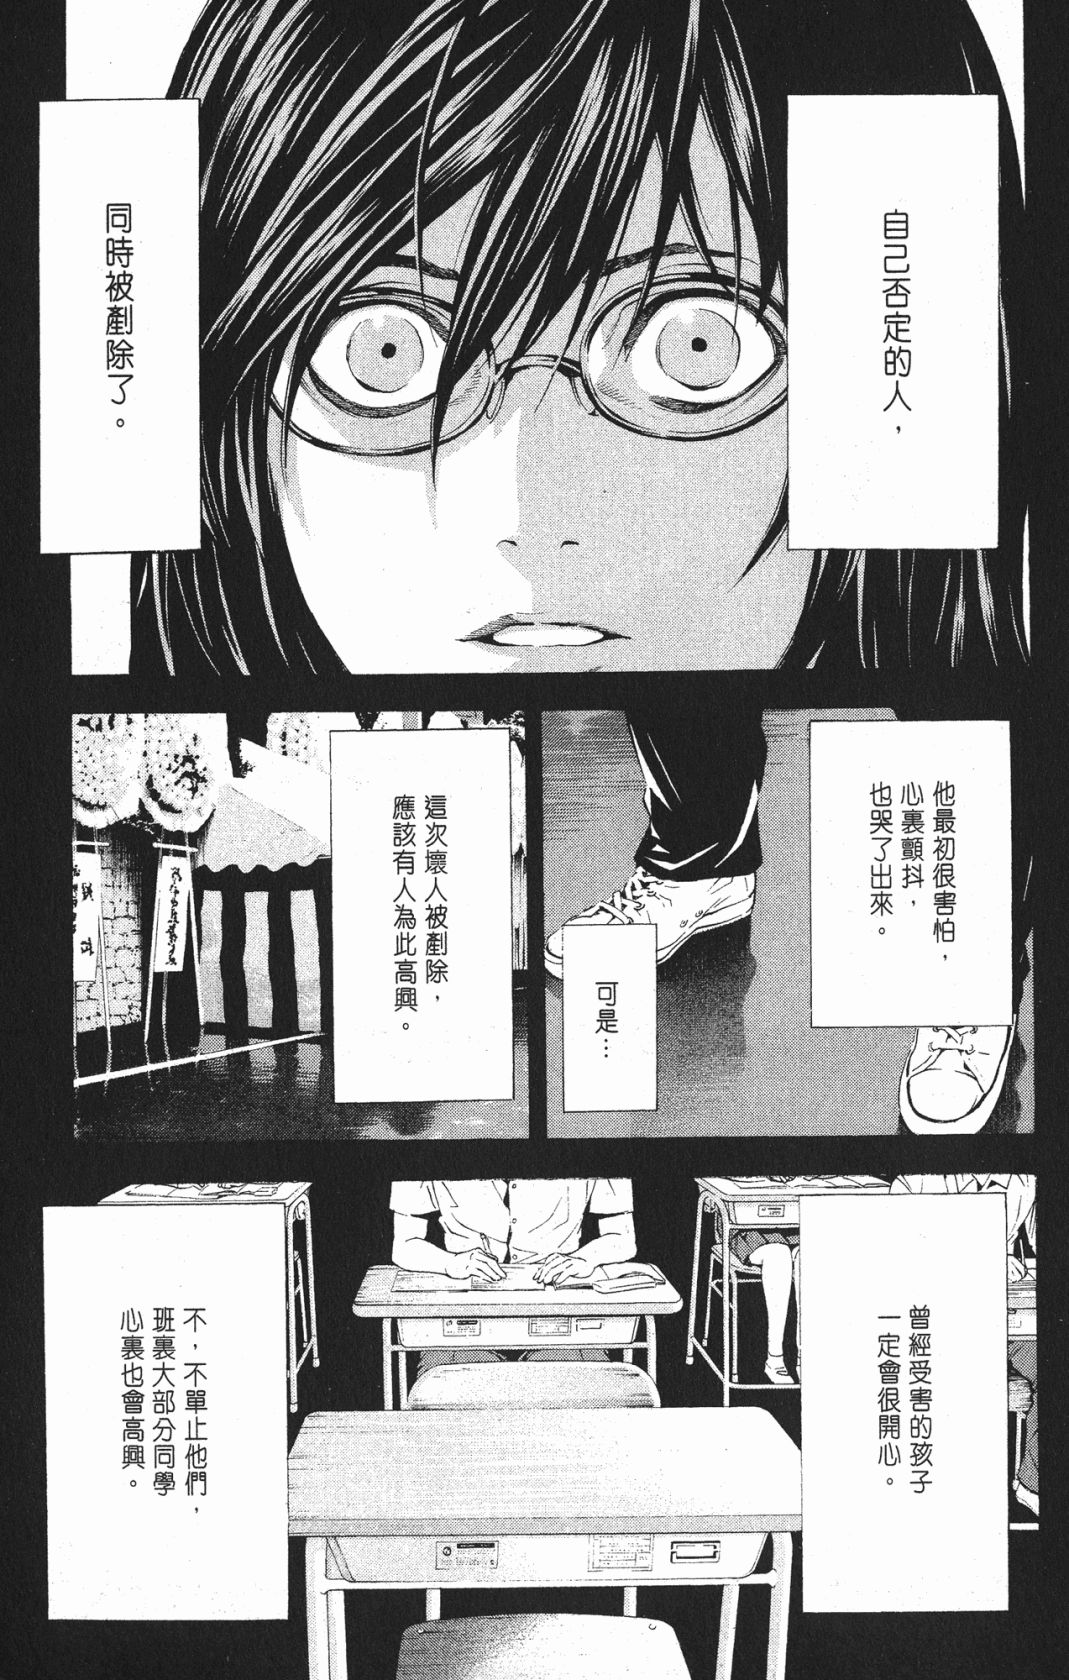 自己否定的人，
同時被剷除了。
他最初很害怕，
心裏顫抖，
也哭了出來。
可是…
這次壞人被剷除，
應該有人為此高興。
曾經受害的孩子
一定會很開心。
不，不單止他們，
班裏大部分同學
心裏也會高興。